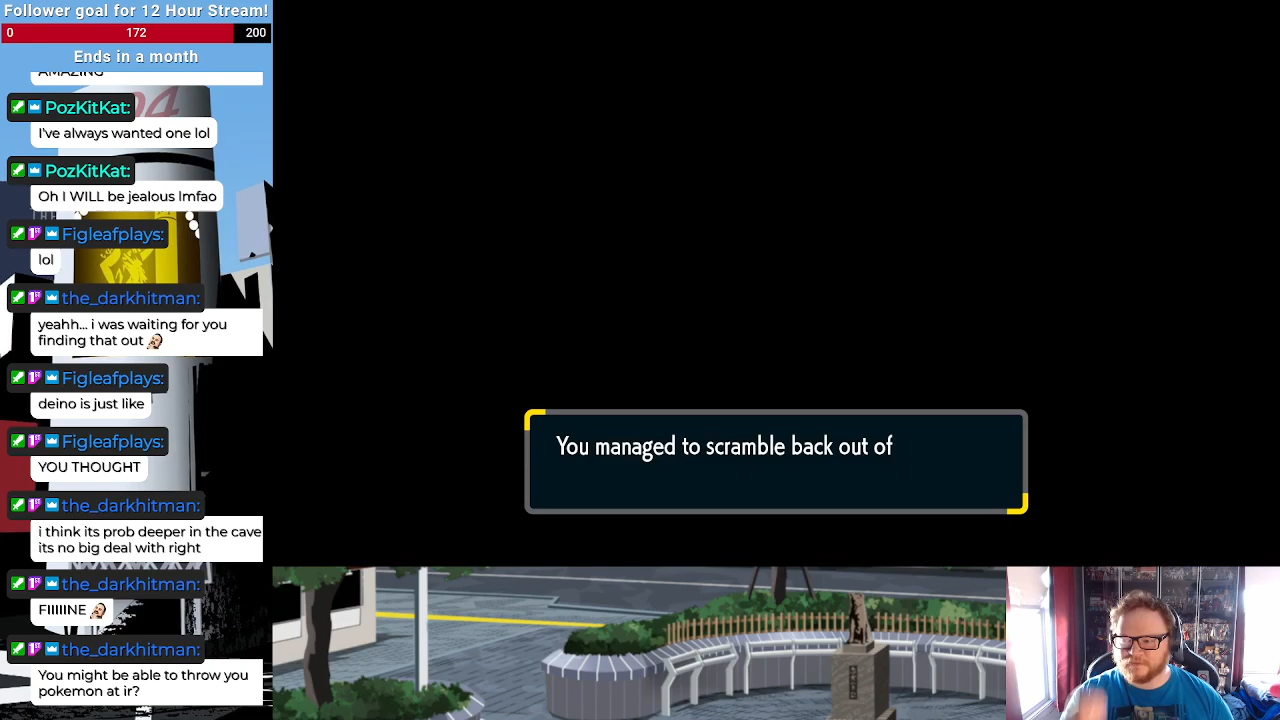 Follower goal for 12 Hour Stream!
0 172 200
Ends in a month
AMAZING
PozKitKat:
I've always wanted one lol
PozKitKat:
Oh I WILL be jealous lmfao
Figleafplays:
lol
the_darkhitman:
yeahh... i was waiting for you
finding that out
Figleafplays:
deino is just like
Figleafplays:
YOU THOUGHT
the_darkhitman:
i think its prob deeper in the cave
its no big deal with right
the_darkhitman:
FIIIIINE
the_darkhitman:
You might be able to throw you
pokemon at ir?
You managed to scramble back out of